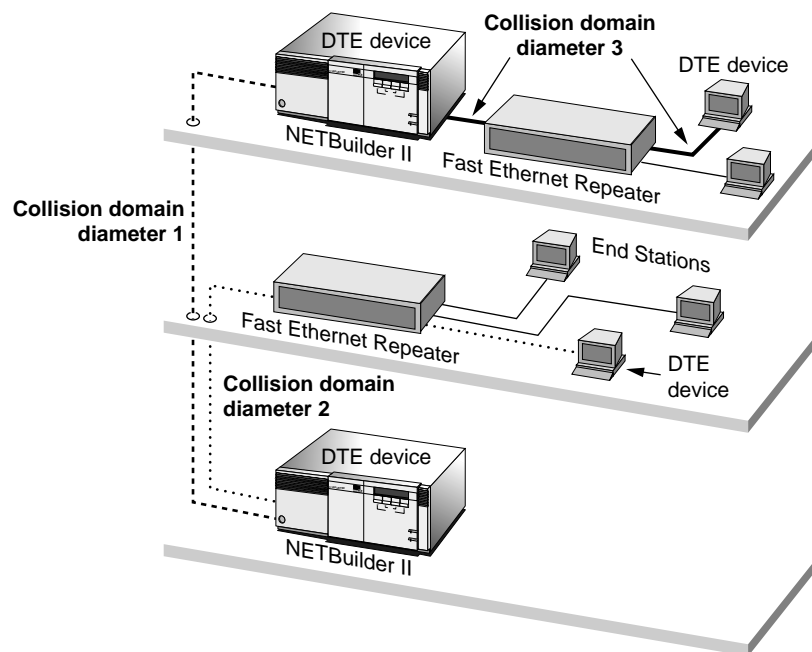 Collision domain
diameter 3
DTE device
DTE device
NETBuilder II
Fast Ethernet Repeater
Collision domain
diameter 1
End Stations
Fast Ethernet Repeater
DTE
device
Collision domain
diameter 2
DTE device
NETBuilder II